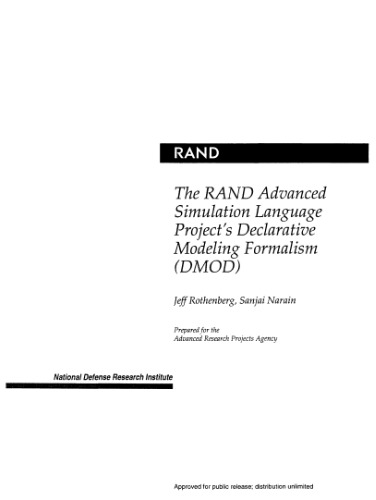 RAND
The RAND Advanced
Simulation Language
Project's Declarative
Modeling Formalism
(DMOD)
Jeff Rothenberg, Sanjai Narain
Prepared for the
Advanced Research Projects Agency
National Defense Research Institute
Approved for public release; distribution unlimited